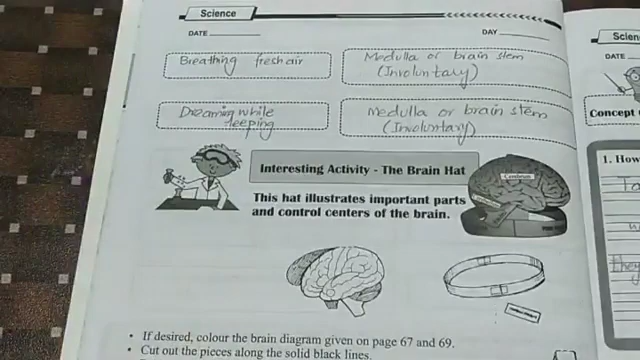 Science
DATE
DAY
Breathing fresh air
Medulla or brain stem
(Involuntary)
Dreaming while
sleeping
Medulla or brain stem
(Involuntary)
Interesting Activity - The Brain Hat
This hat illustrates important parts
and control centers of the brain.
Cerebrum
• If desired, colour the brain diagram given on page 67 and 69.
• Cut out the pieces along the solid black lines.
DATE
Concept
1. How